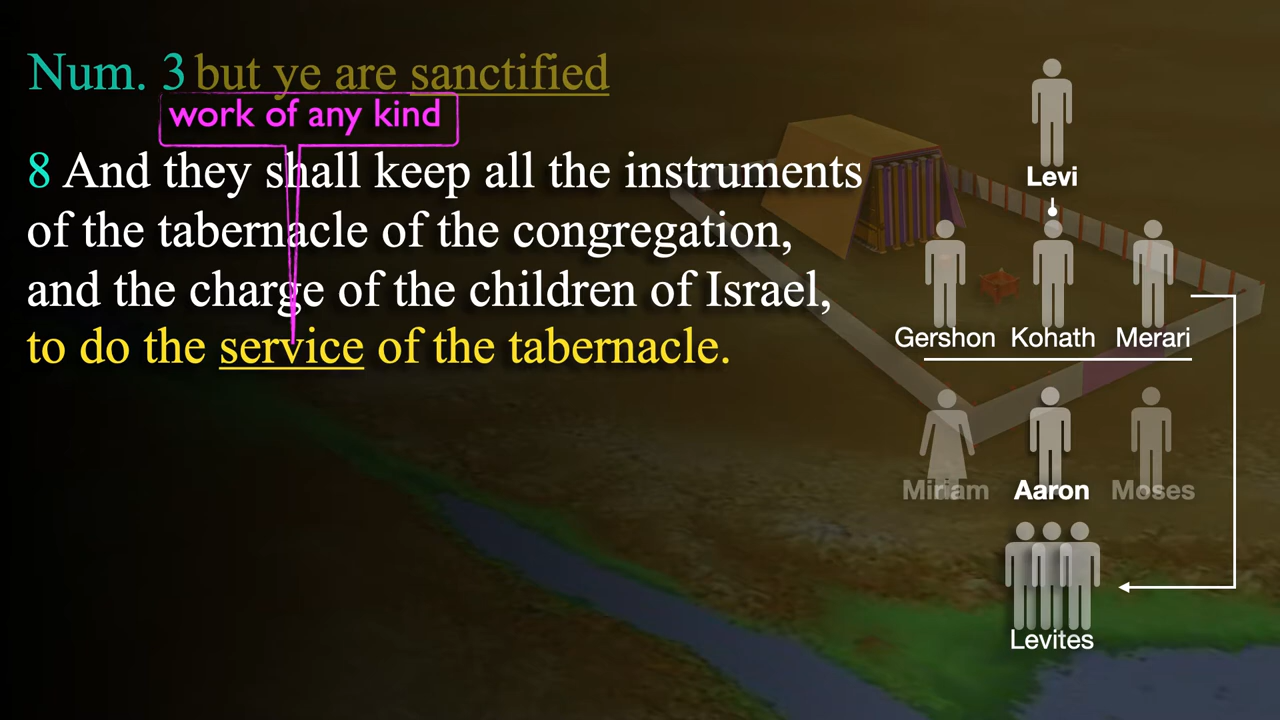 Num. 3 but ye are sanctified
work of any kind
8 And they shall keep all the instruments
of the tabernacle of the congregation,
and the charge of the children of Israel,
to do the service of the tabernacle.
Levi
Gershon Kohath Merari
Miriam Aaron Moses
Levites